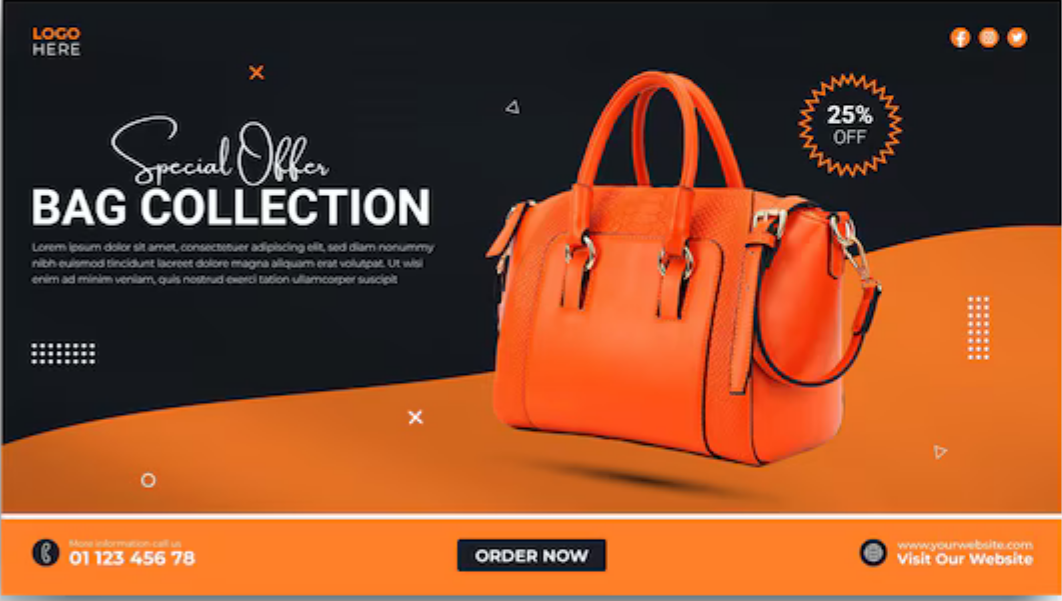 LOGO
HERE
25%
OFF
Special Offer
BAG COLLECTION
Lorem ipsum dolor sit amet, consectetuer adipiscing elit, sed diam nonummy
nibh euismod tincidunt laoreet dolore magna aliquam erat volutpat. Ut wisi
enim ad minim veniam, quis nostrud exerci tation ullamcorper suscipit
More information call us
01 123 456 78
ORDER NOW
www.yourwebsite.com
Visit Our Website